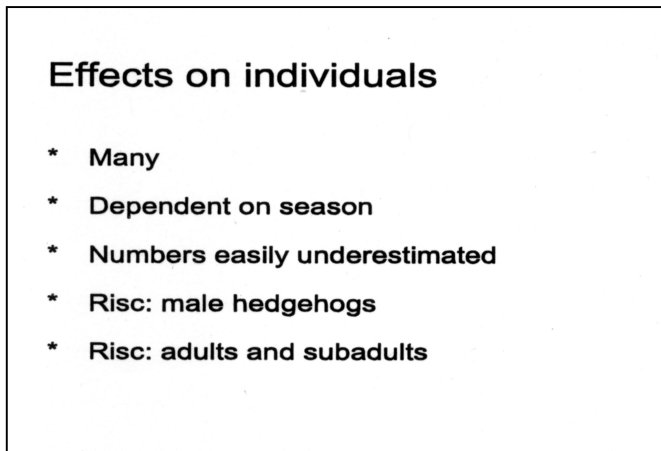 Effects on individuals
* Many
* Dependent on season
* Numbers easily underestimated
* Risc: male hedgehogs
* Risc: adults and subadults